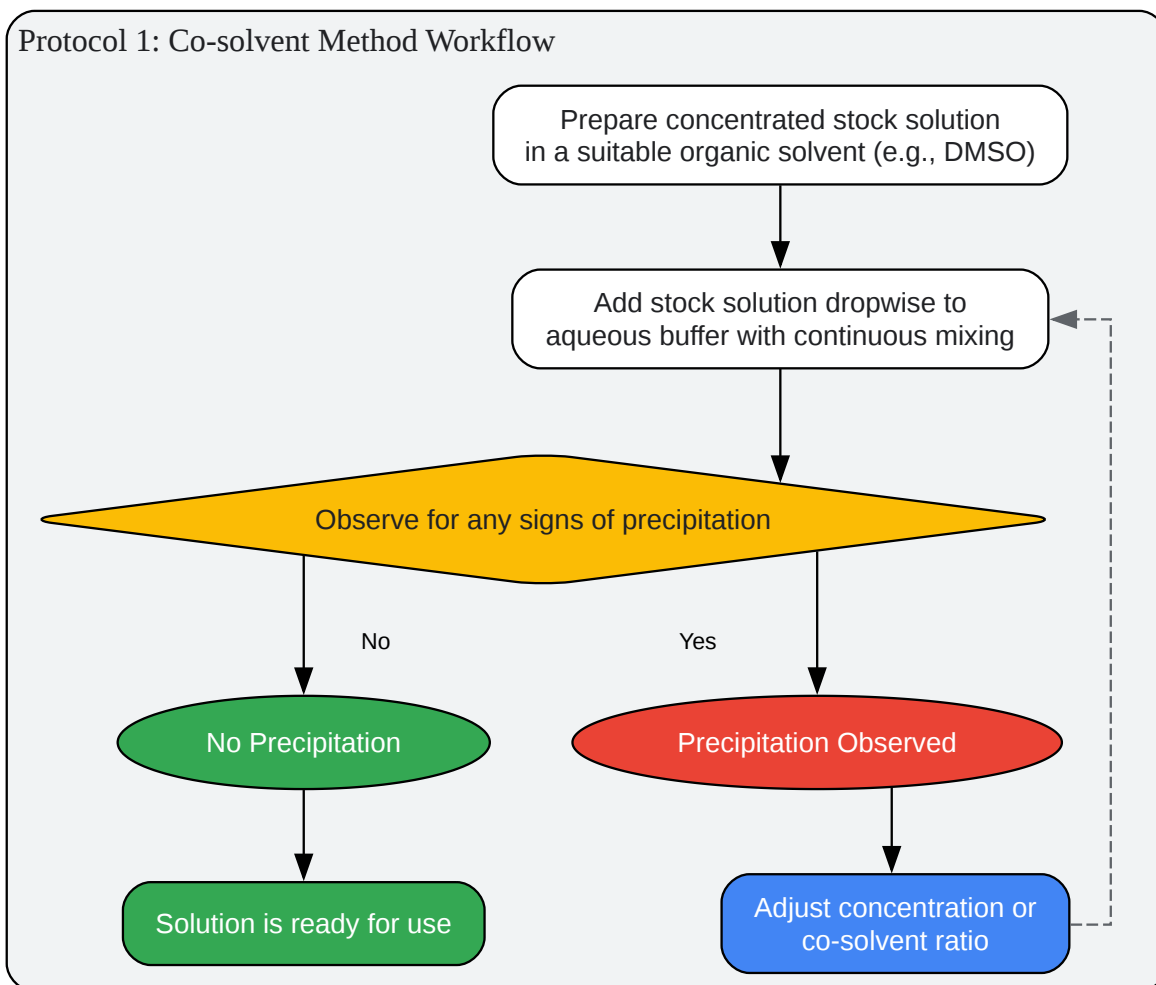 Protocol 1: Co-solvent Method Workflow
Prepare concentrated stock solution
in a suitable organic solvent (e.g., DMSO)
Add stock solution dropwise to
aqueous buffer with continuous mixing
Observe for any signs of precipitation
No
Yes
No Precipitation
Precipitation Observed
Solution is ready for use
Adjust concentration or
co-solvent ratio